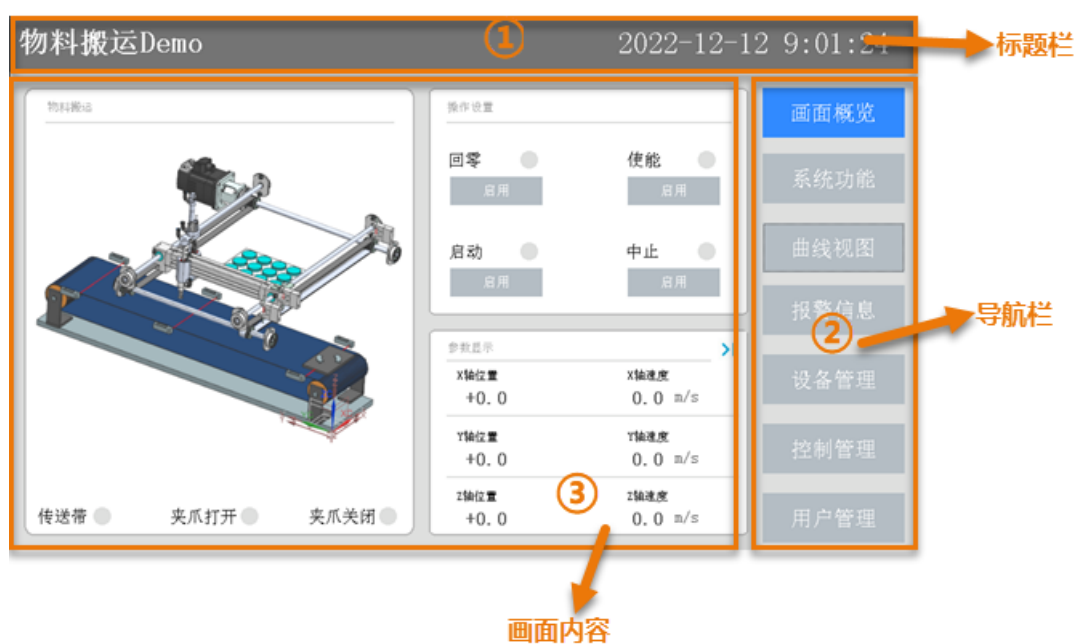 物料搬运Demo ① 2022-12-12 9:01:24 标题栏
物料搬运
操作设置
回零 使能
启用 启用
启动 中止
启用 启用
参数显示
X轴位置 X轴速度
+0.0 0.0 m/s
Y轴位置 Y轴速度
+0.0 0.0 m/s
Z轴位置 Z轴速度
+0.0 0.0 m/s
③
传送带 夹爪打开 夹爪关闭
画面概览
系统功能
曲线视图
报警信息
② 导航栏
设备管理
控制管理
用户管理
画面内容